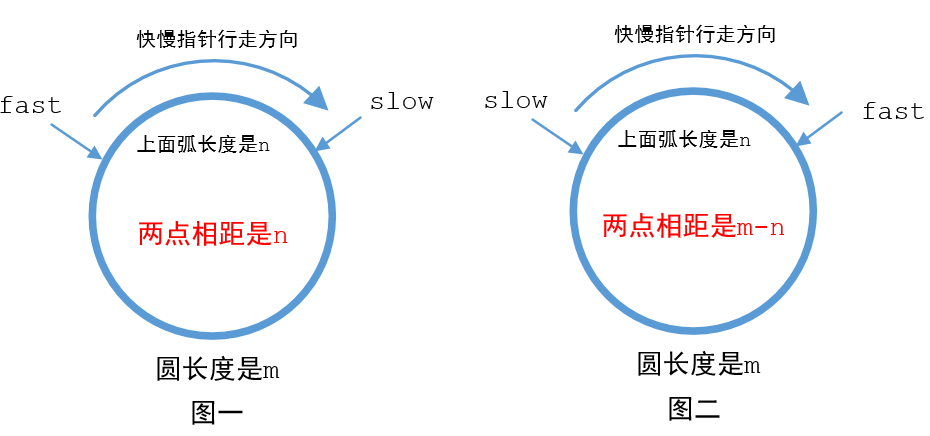 快慢指针行走方向
fast
slow
上面弧长度是n
两点相距是n
圆长度是m
图一
快慢指针行走方向
slow
fast
上面弧长度是n
两点相距是m-n
圆长度是m
图二